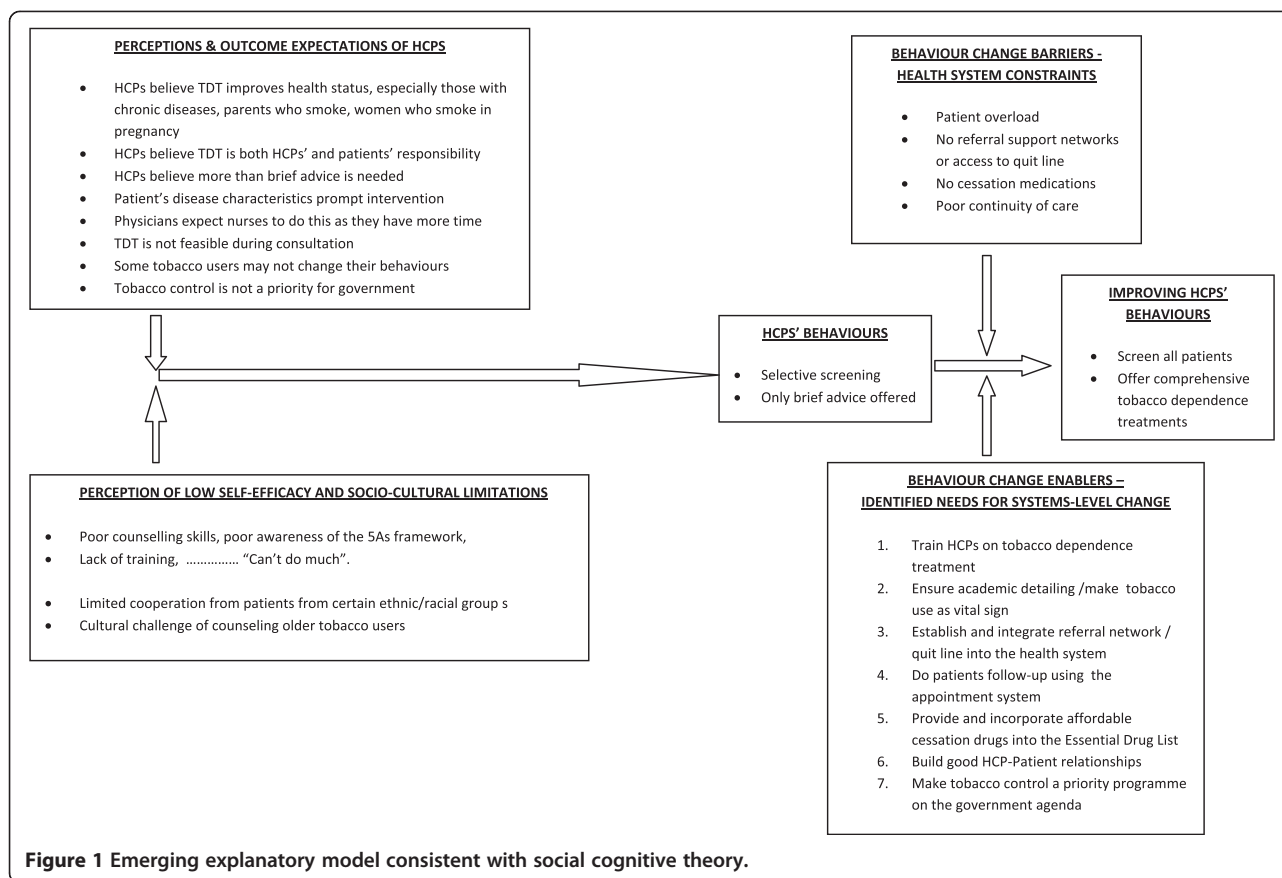 PERCEPTIONS & OUTCOME EXPECTATIONS OF HCPS
• HCPs believe TDT improves health status, especially those with
chronic diseases, parents who smoke, women who smoke in
pregnancy
• HCPs believe TDT is both HCPs’ and patients’ responsibility
• HCPs believe more than brief advice is needed
• Patient’s disease characteristics prompt intervention
• Physicians expect nurses to do this as they have more time
• TDT is not feasible during consultation
• Some tobacco users may not change their behaviours
• Tobacco control is not a priority for government
BEHAVIOUR CHANGE BARRIERS -
HEALTH SYSTEM CONSTRAINTS
• Patient overload
• No referral support networks
or access to quit line
• No cessation medications
• Poor continuity of care
HCPS’ BEHAVIOURS
• Selective screening
• Only brief advice offered
IMPROVING HCPS’
BEHAVIOURS
• Screen all patients
• Offer comprehensive
tobacco dependence
treatments
PERCEPTION OF LOW SELF-EFFICACY AND SOCIO-CULTURAL LIMITATIONS
• Poor counselling skills, poor awareness of the 5As framework,
• Lack of training, …………… “Can’t do much”.
• Limited cooperation from patients from certain ethnic/racial group s
• Cultural challenge of counseling older tobacco users
BEHAVIOUR CHANGE ENABLERS –
IDENTIFIED NEEDS FOR SYSTEMS-LEVEL CHANGE
1. Train HCPs on tobacco dependence
treatment
2. Ensure academic detailing /make tobacco
use as vital sign
3. Establish and integrate referral network /
quit line into the health system
4. Do patients follow-up using the
appointment system
5. Provide and incorporate affordable
cessation drugs into the Essential Drug List
6. Build good HCP-Patient relationships
7. Make tobacco control a priority programme
on the government agenda
Figure 1 Emerging explanatory model consistent with social cognitive theory.